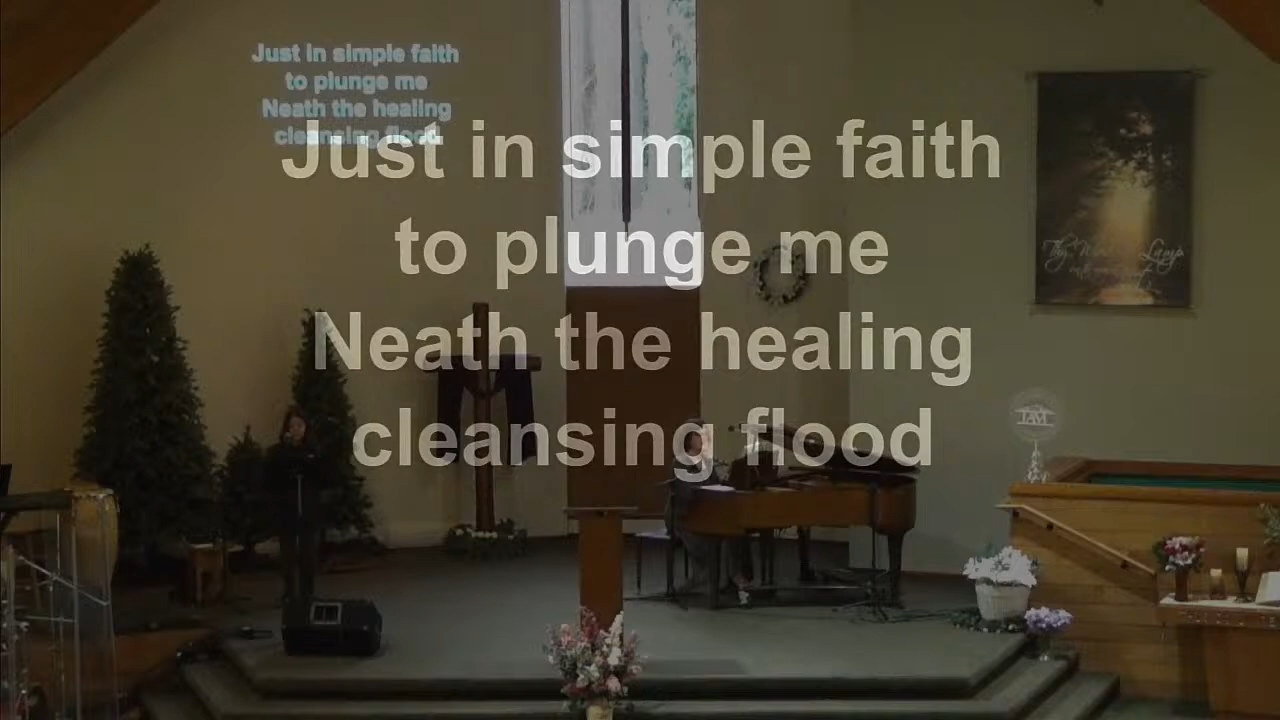 Just in simple faith
to plunge me
Neath the healing
cleansing flood
Just in simple faith
to plunge me
Neath the healing
cleansing flood
Lamp